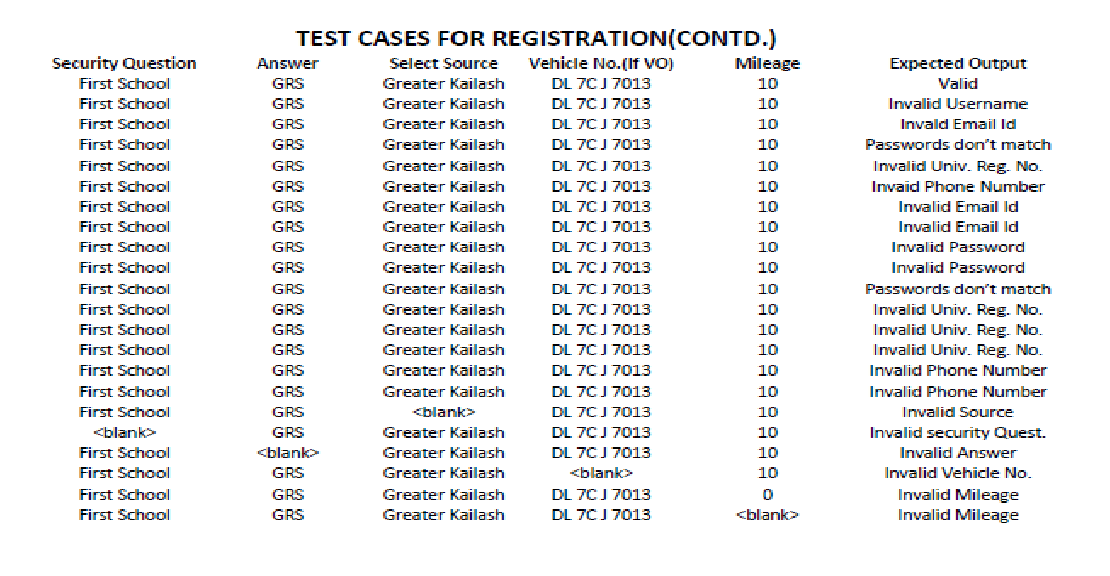 TEST CASES FOR REGISTRATION(CONTD.)
Security Question Answer Select Source Vehicle No.(If VO) Mileage Expected Output
First School GRS Greater Kailash DL 7C J 7013 10 Valid
First School GRS Greater Kailash DL 7C J 7013 10 Invalid Username
First School GRS Greater Kailash DL 7C J 7013 10 Invald Email Id
First School GRS Greater Kailash DL 7C J 7013 10 Passwords don't match
First School GRS Greater Kailash DL 7C J 7013 10 Invalid Univ. Reg. No.
First School GRS Greater Kailash DL 7C J 7013 10 Invaid Phone Number
First School GRS Greater Kailash DL 7C J 7013 10 Invalid Email Id
First School GRS Greater Kailash DL 7C J 7013 10 Invalid Email Id
First School GRS Greater Kailash DL 7C J 7013 10 Invalid Password
First School GRS Greater Kailash DL 7C J 7013 10 Invalid Password
First School GRS Greater Kailash DL 7C J 7013 10 Passwords don't match
First School GRS Greater Kailash DL 7C J 7013 10 Invalid Univ. Reg. No.
First School GRS Greater Kailash DL 7C J 7013 10 Invalid Univ. Reg. No.
First School GRS Greater Kailash DL 7C J 7013 10 Invalid Univ. Reg. No.
First School GRS Greater Kailash DL 7C J 7013 10 Invalid Phone Number
First School GRS Greater Kailash DL 7C J 7013 10 Invalid Phone Number
First School GRS <blank> DL 7C J 7013 10 Invalid Source
<blank> GRS Greater Kailash DL 7C J 7013 10 Invalid security Quest.
First School <blank> Greater Kailash DL 7C J 7013 10 Invalid Answer
First School GRS Greater Kailash <blank> 10 Invalid Vehicle No.
First School GRS Greater Kailash DL 7C J 7013 0 Invalid Mileage
First School GRS Greater Kailash DL 7C J 7013 <blank> Invalid Mileage